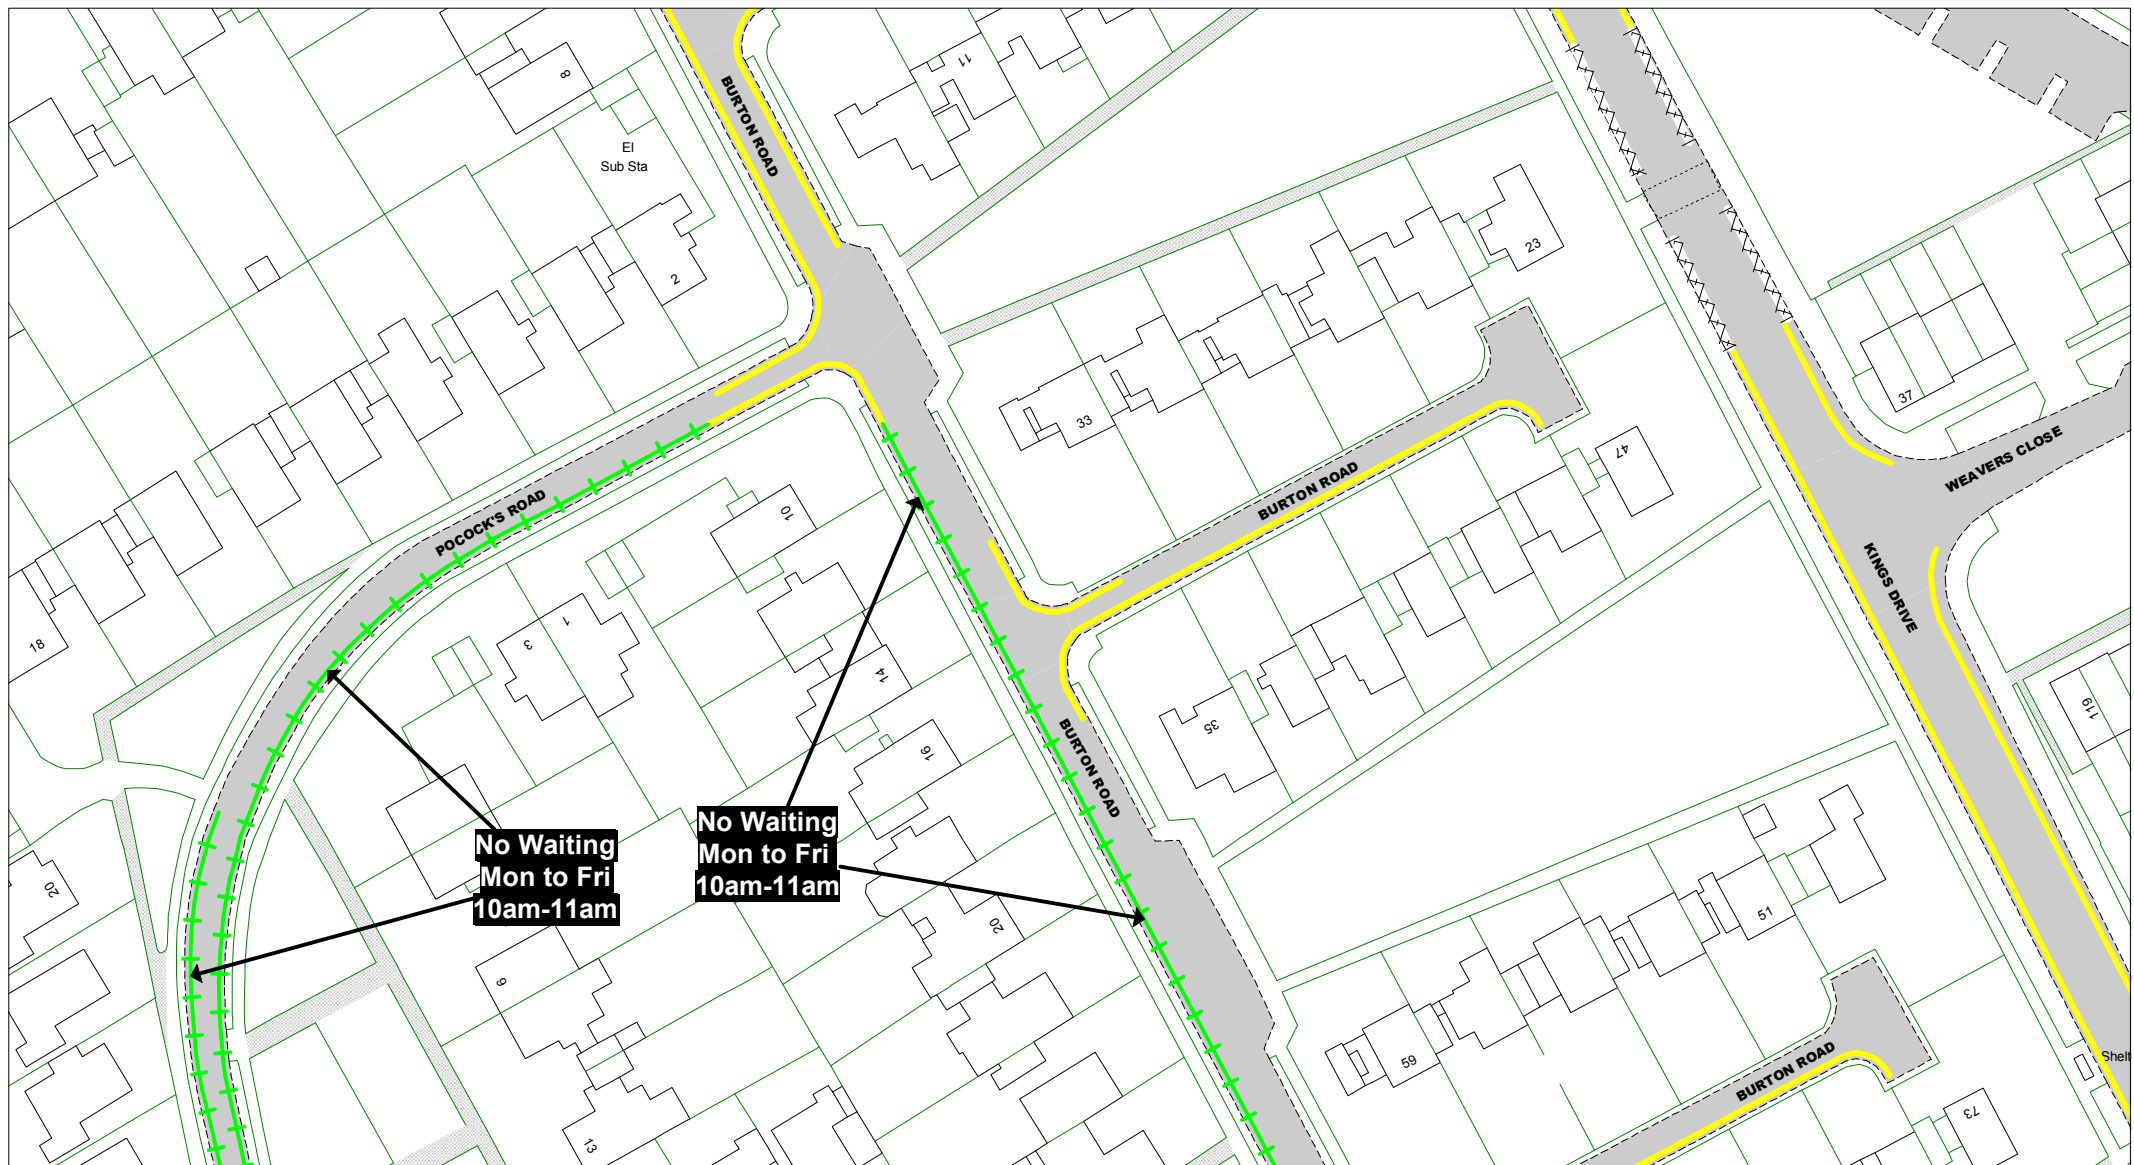 8
11
BURTON ROAD
El
Sub Sta
2
23
33
37
47
WEAVERS CLOSE
BURTON ROAD
POCOCK'S ROAD
10
KINGS DRIVE
18
3
1
14
119
35
16
BURTON ROAD
No Waiting
Mon to Fri
10am-11am
No Waiting
Mon to Fri
10am-11am
20
20
51
9
59
BURTON ROAD
Shelt
73
13